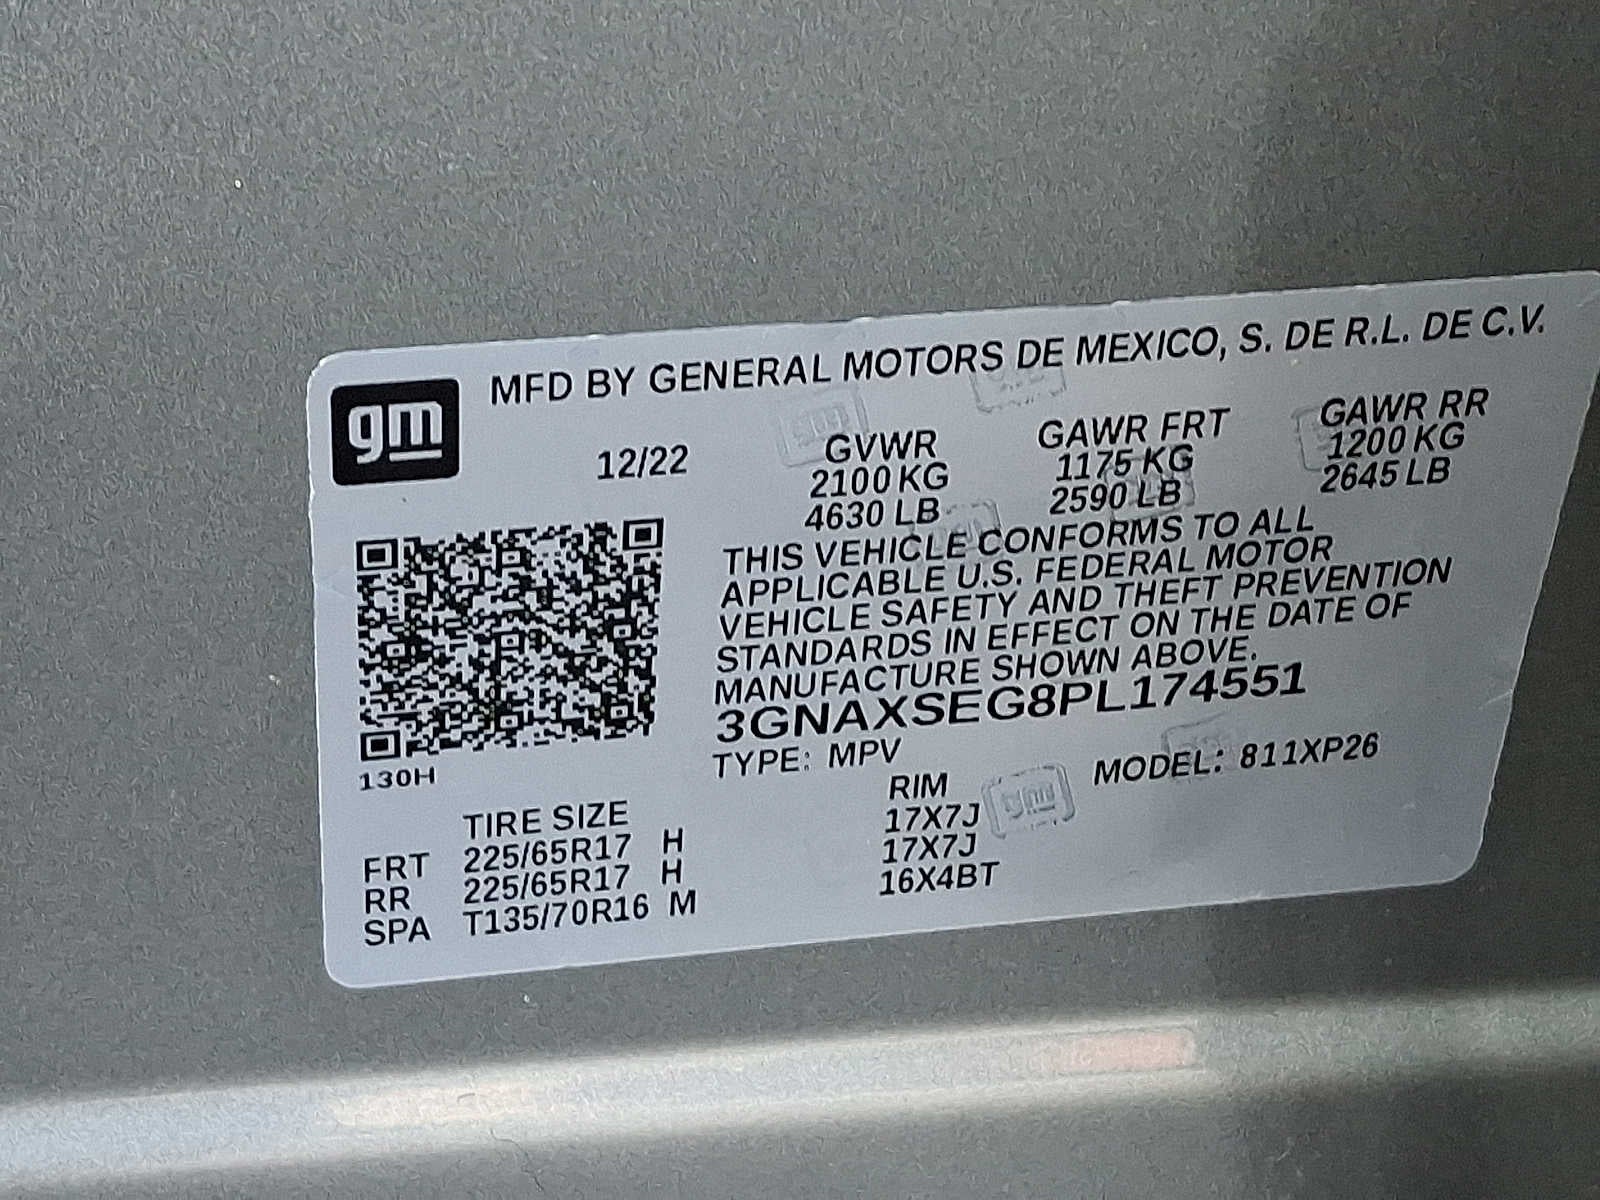 gm MFD BY GENERAL MOTORS DE MEXICO, S. DE R.L. DE C.V.
12/22 GVWR GAWR FRT GAWR RR
2100 KG 1175 KG 1200 KG
4630 LB 2590 LB 2645 LB
THIS VEHICLE CONFORMS TO ALL
APPLICABLE U.S. FEDERAL MOTOR
VEHICLE SAFETY AND THEFT PREVENTION
STANDARDS IN EFFECT ON THE DATE OF
MANUFACTURE SHOWN ABOVE.
3GNAXSEG8PL174551
130H
TYPE: MPV MODEL: 811XP26
TIRE SIZE RIM
FRT 225/65R17 H 17X7J
RR 225/65R17 H 17X7J
SPA T135/70R16 M 16X4BT